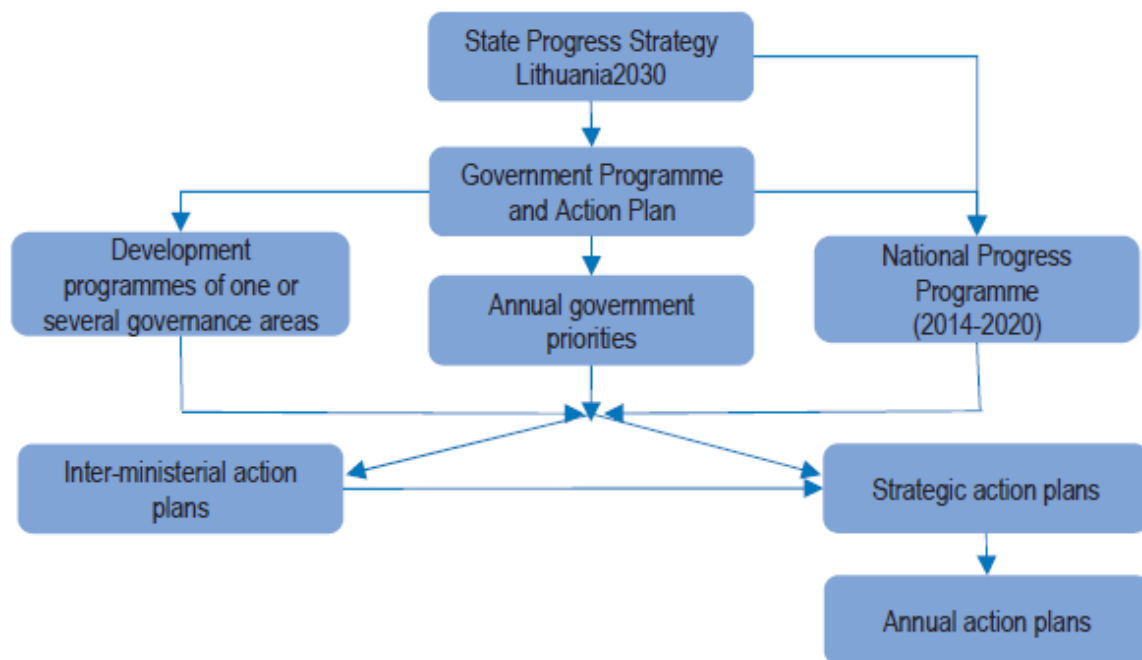 State Progress Strategy
Lithuania2030
Government Programme
and Action Plan
Development
programmes of one or
several governance areas
Annual government
priorities
National Progress
Programme
(2014-2020)
Inter-ministerial action
plans
Strategic action plans
Annual action plans